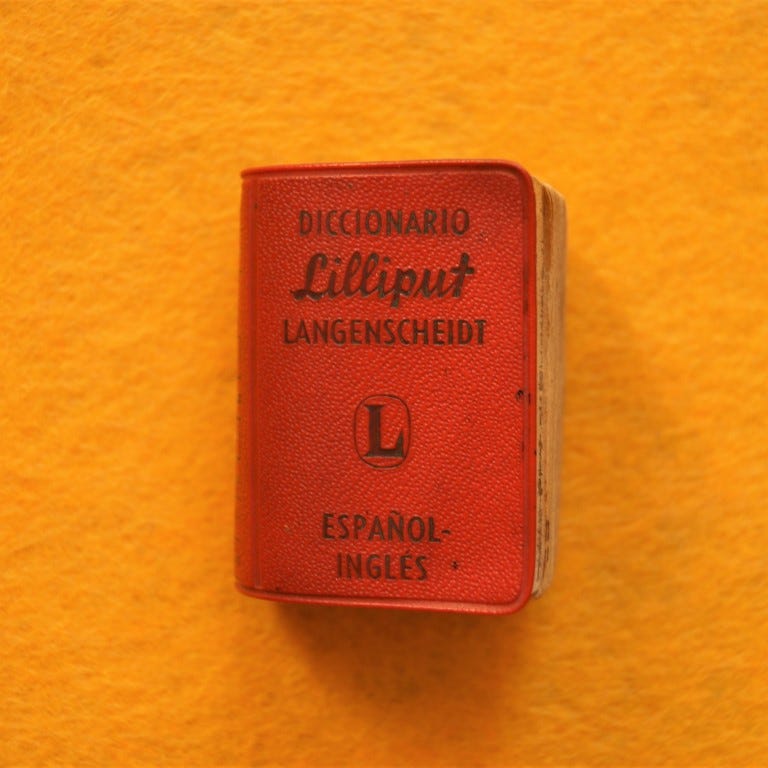 DICCIONARIO
Lilliput
LANGENSCHEIDT
L
ESPAÑOL-
INGLÉS